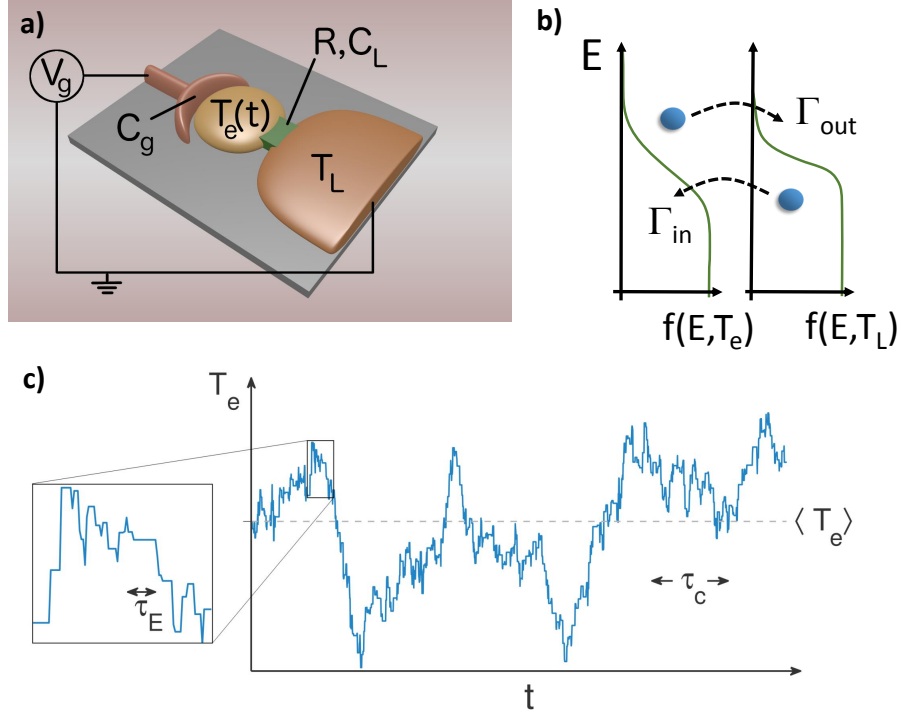 a)
V_g
C_g
T_e(t)
R,C_L
T_L
b)
E
Γ_out
Γ_in
f(E,T_e)
f(E,T_L)
c)
T_e
τ_E
⟨T_e⟩
τ_c
t